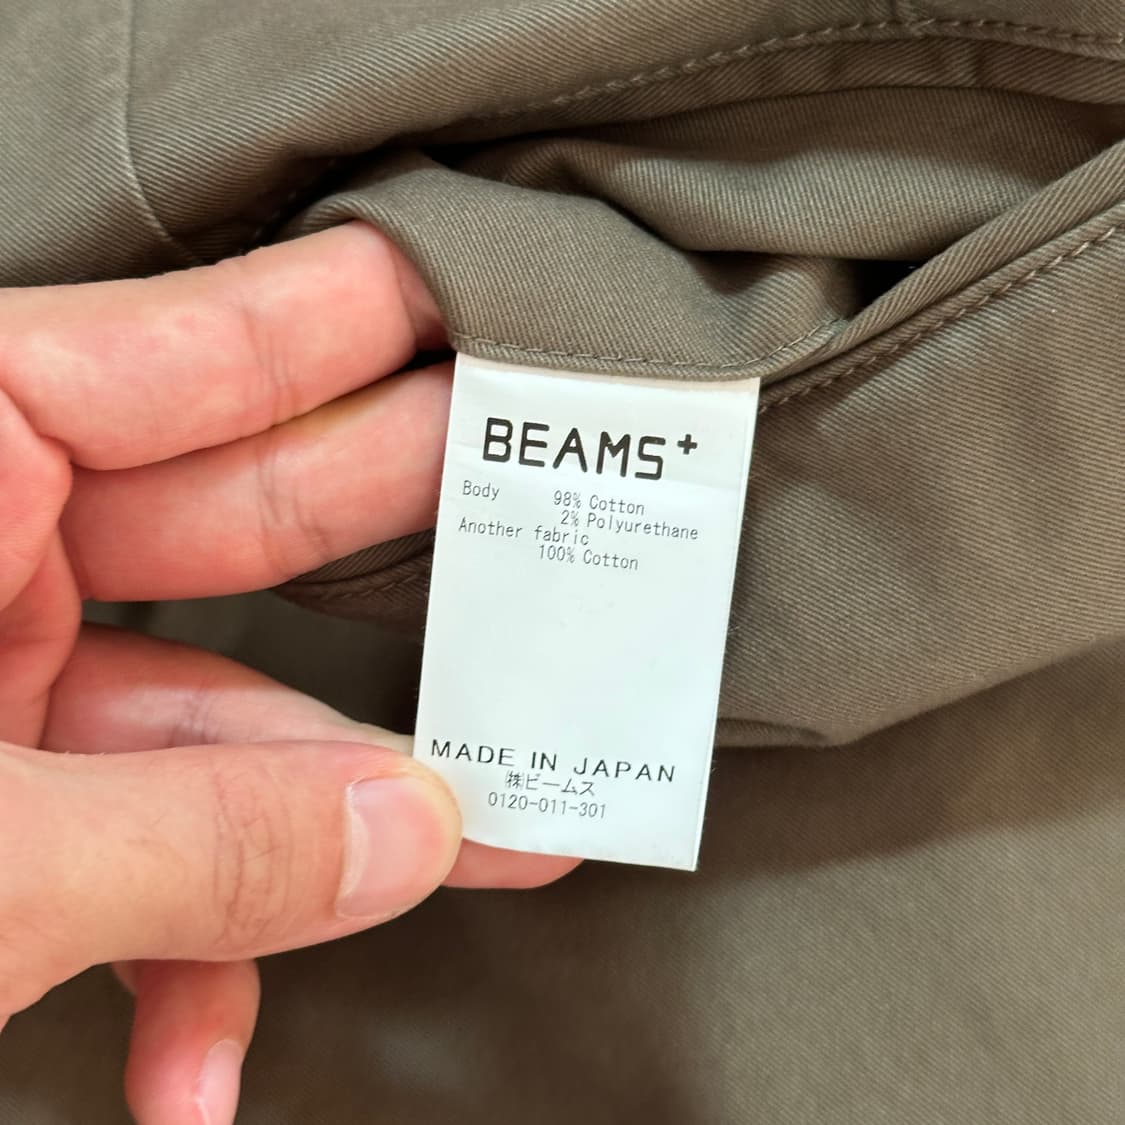 BEAMS+
Body 98% Cotton
2% Polyurethane
Another fabric
100% Cotton
MADE IN JAPAN
㈱ビームス
0120-011-301